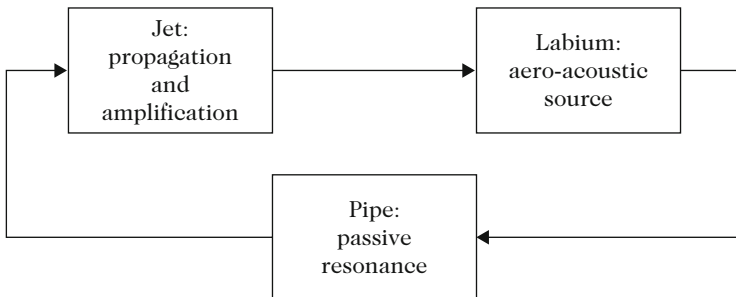 Jet:
propagation
and
amplification
Labium:
aero-acoustic
source
Pipe:
passive
resonance